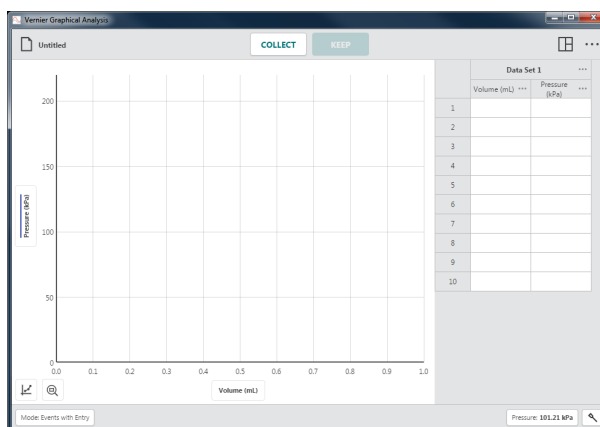 Vernier Graphical Analysis
Untitled
COLLECT
KEEP
...
Data Set 1 ...
Volume (mL) ... Pressure (kPa) ...
1
2
3
4
5
6
7
8
9
10
Pressure (kPa)
200
150
100
50
0
0.0 0.1 0.2 0.3 0.4 0.5 0.6 0.7 0.8 0.9 1.0
Volume (mL)
Mode: Events with Entry
Pressure: 101.21 kPa